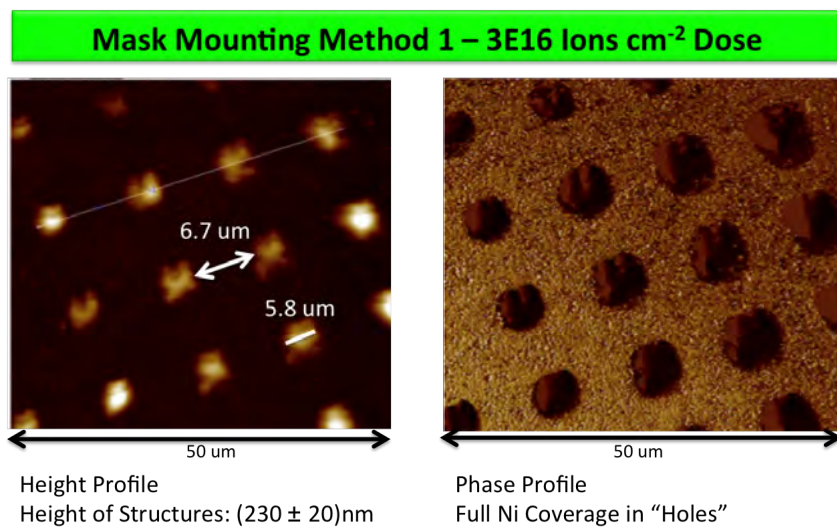 Mask Mounting Method 1 – 3E16 Ions cm-2 Dose
6.7 um
5.8 um
50 um
50 um
Height Profile
Height of Structures: (230 ± 20)nm
Phase Profile
Full Ni Coverage in “Holes”